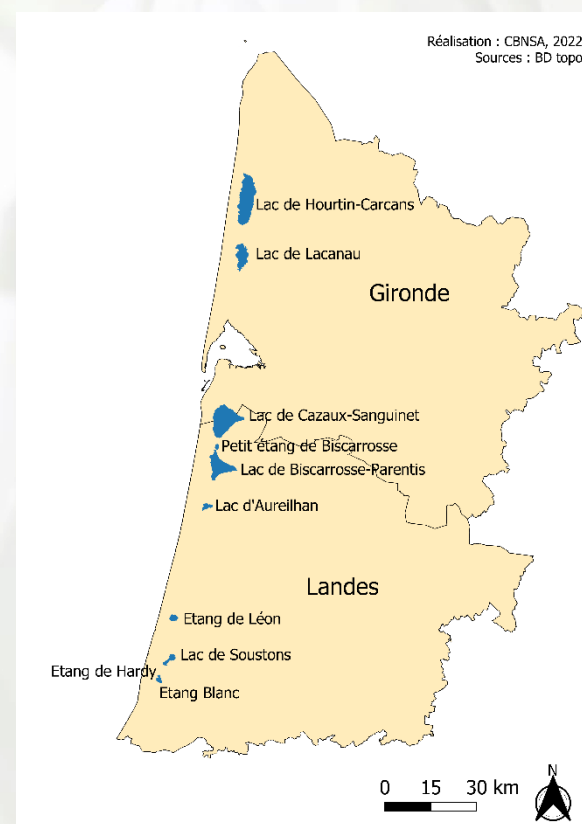 Réalisation : CBNSA, 2022
Sources : BD topo
Lac de Hourtin-Carcans
Lac de Lacanau
Gironde
Lac de Cazaux-Sanguinet
Petit étang de Biscarrosse
Lac de Biscarrosse-Parentis
Lac d'Aureilhan
Landes
Etang de Léon
Lac de Soustons
Etang de Hardy
Etang Blanc
N
0 15 30 km